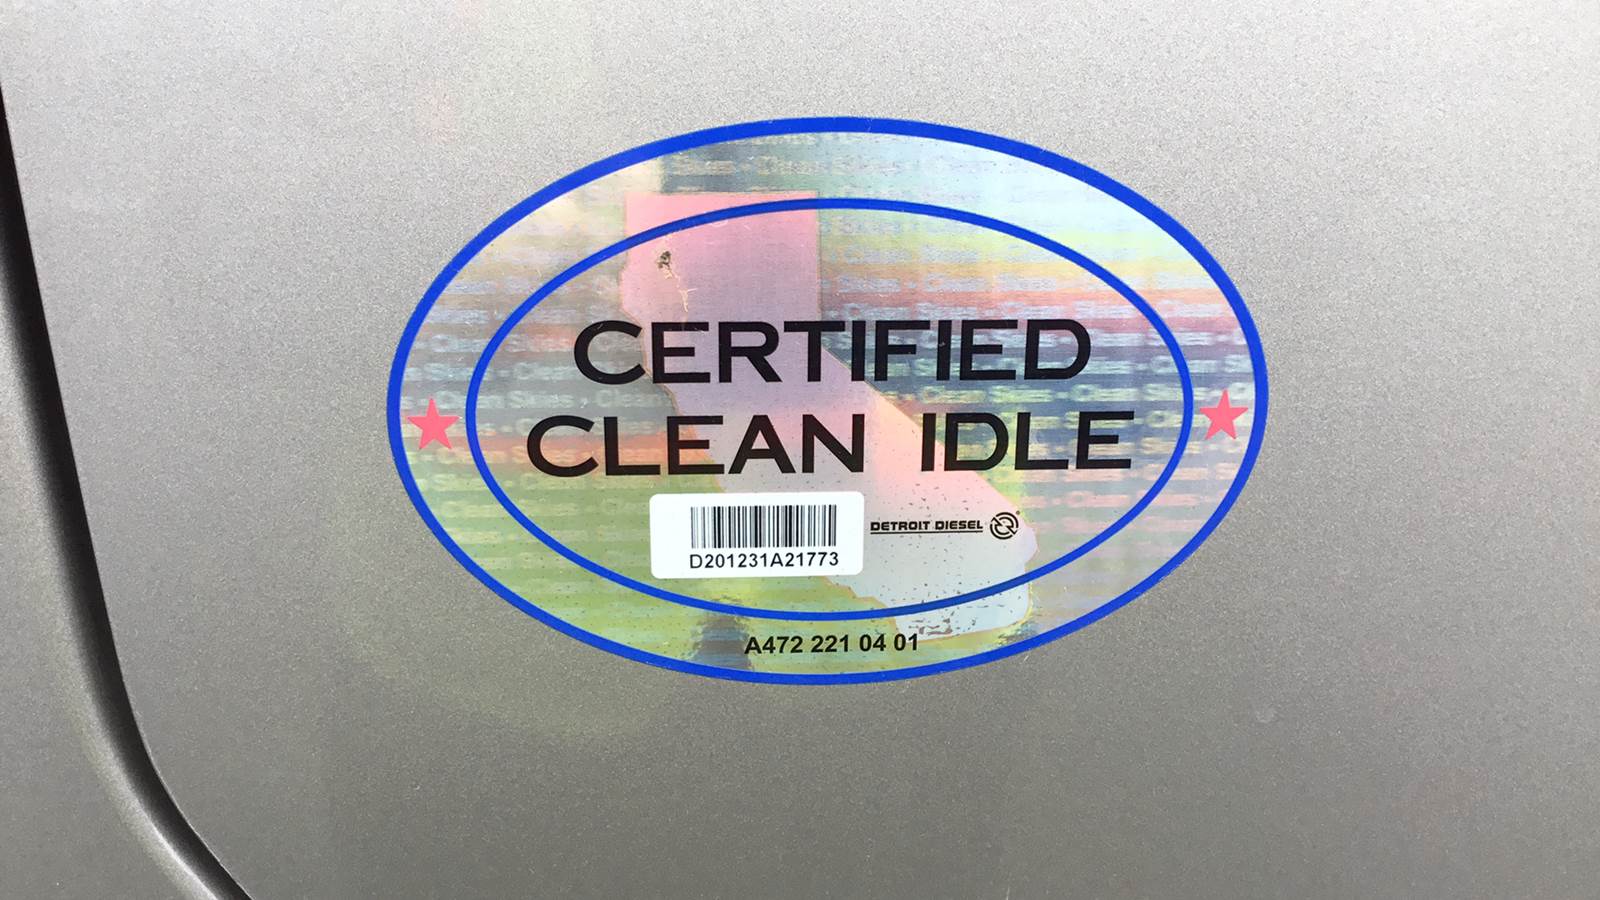 CERTIFIED
CLEAN IDLE
D201231A21773
DETROIT DIESEL
A472 221 04 01